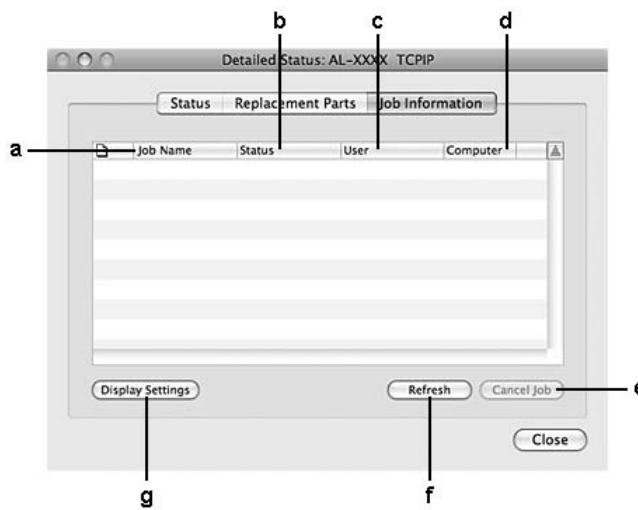 b c d
Detailed Status: AL-XXXX TCPIP
Status Replacement Parts Job Information
a Job Name Status User Computer
Display Settings Refresh Cancel Job e
Close
g f